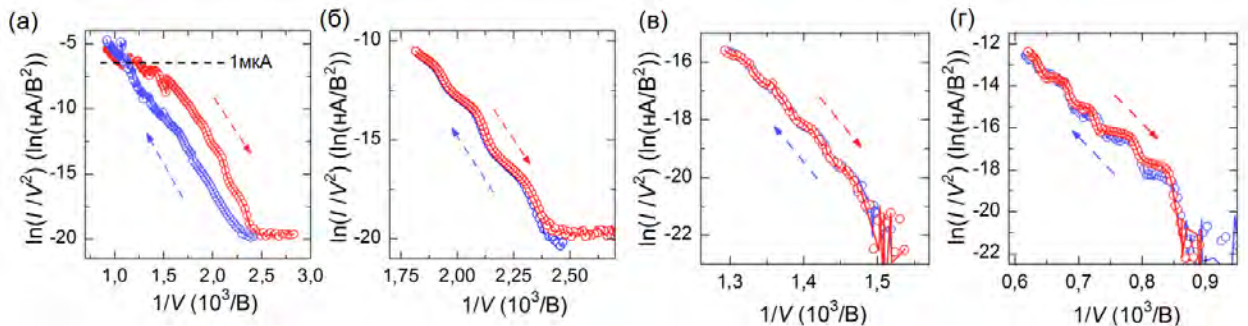 (а)
ln(I/V²) (ln(нА/В²))
-5
-10
-15
-20
1мкА
1,0 1,5 2,0 2,5 3,0
1/V (10³/В)
(б)
ln(I/V²) (ln(нА/В²))
-10
-15
-20
1,75 2,00 2,25 2,50
1/V (10³/В)
(в)
ln(I/V²) (ln(нА/В²))
-16
-18
-20
-22
1,3 1,4 1,5
1/V (10³/В)
(г)
ln(I/V²) (ln(нА/В²))
-12
-14
-16
-18
-20
-22
0,6 0,7 0,8 0,9
1/V (10³/В)